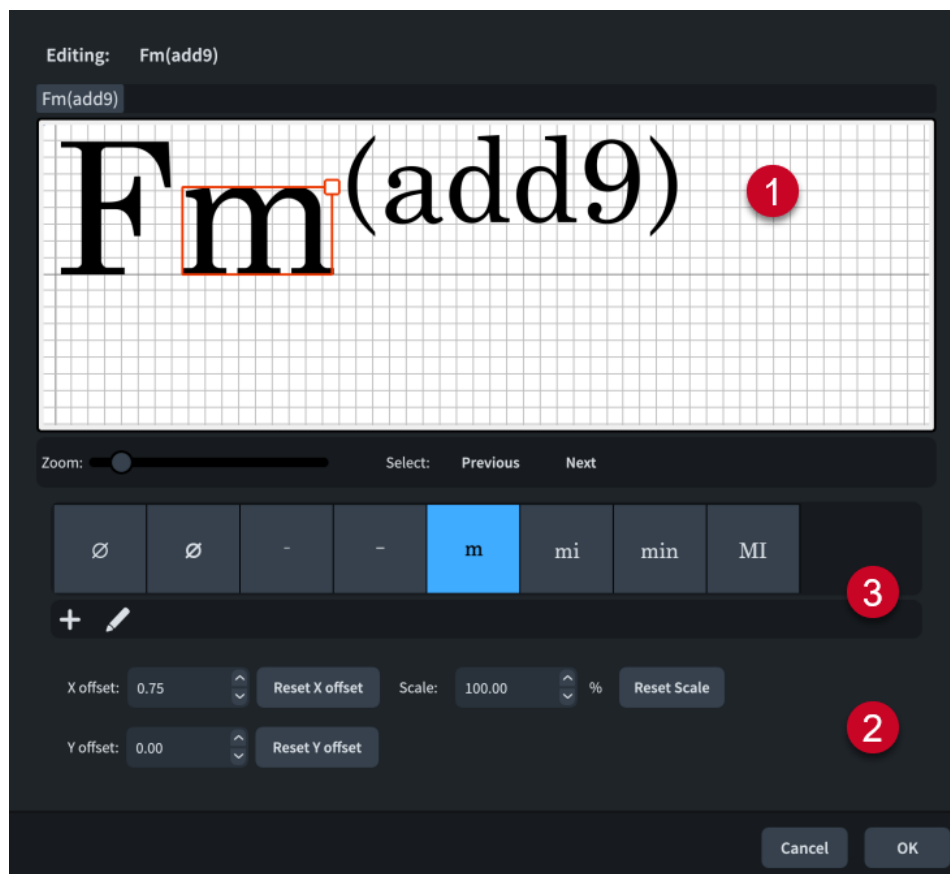 Editing: Fm(add9)
Fm(add9)
Fm(add9)
1
Zoom: Select: Previous Next
∅ ∅ - – m mi min MI
3
X offset: 0.75 Reset X offset Scale: 100.00 % Reset Scale
2
Y offset: 0.00 Reset Y offset
Cancel OK